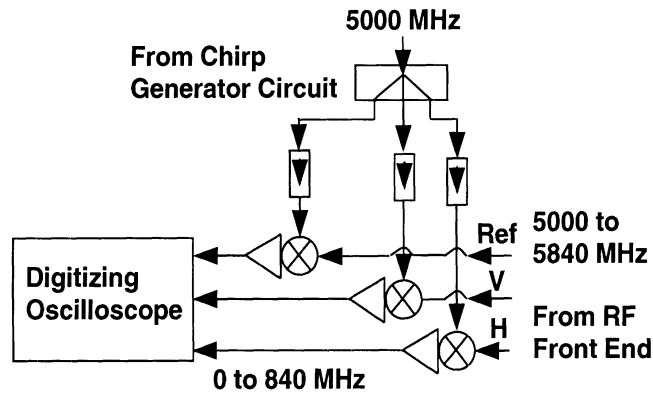 5000 MHz
From Chirp
Generator Circuit
Ref
5000 to
5840 MHz
V
H
From RF
Front End
Digitizing
Oscilloscope
0 to 840 MHz